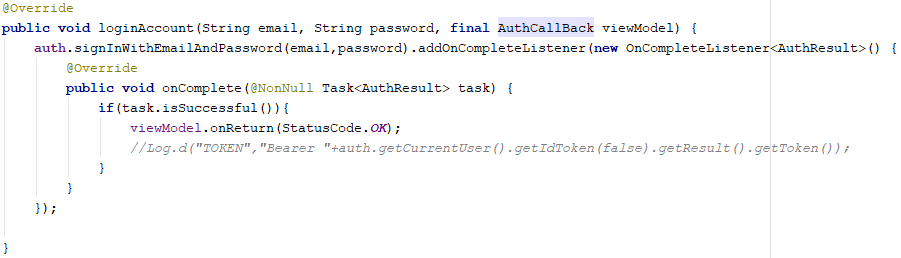 @Override
public void loginAccount(String email, String password, final AuthCallBack viewModel) {
auth.signInWithEmailAndPassword(email,password).addOnCompleteListener(new OnCompleteListener<AuthResult>() {
@Override
public void onComplete(@NonNull Task<AuthResult> task) {
if(task.isSuccessful()){
viewModel.onReturn(StatusCode.OK);
//Log.d("TOKEN","Bearer "+auth.getCurrentUser().getIdToken(false).getResult().getToken());
}
}
});
}